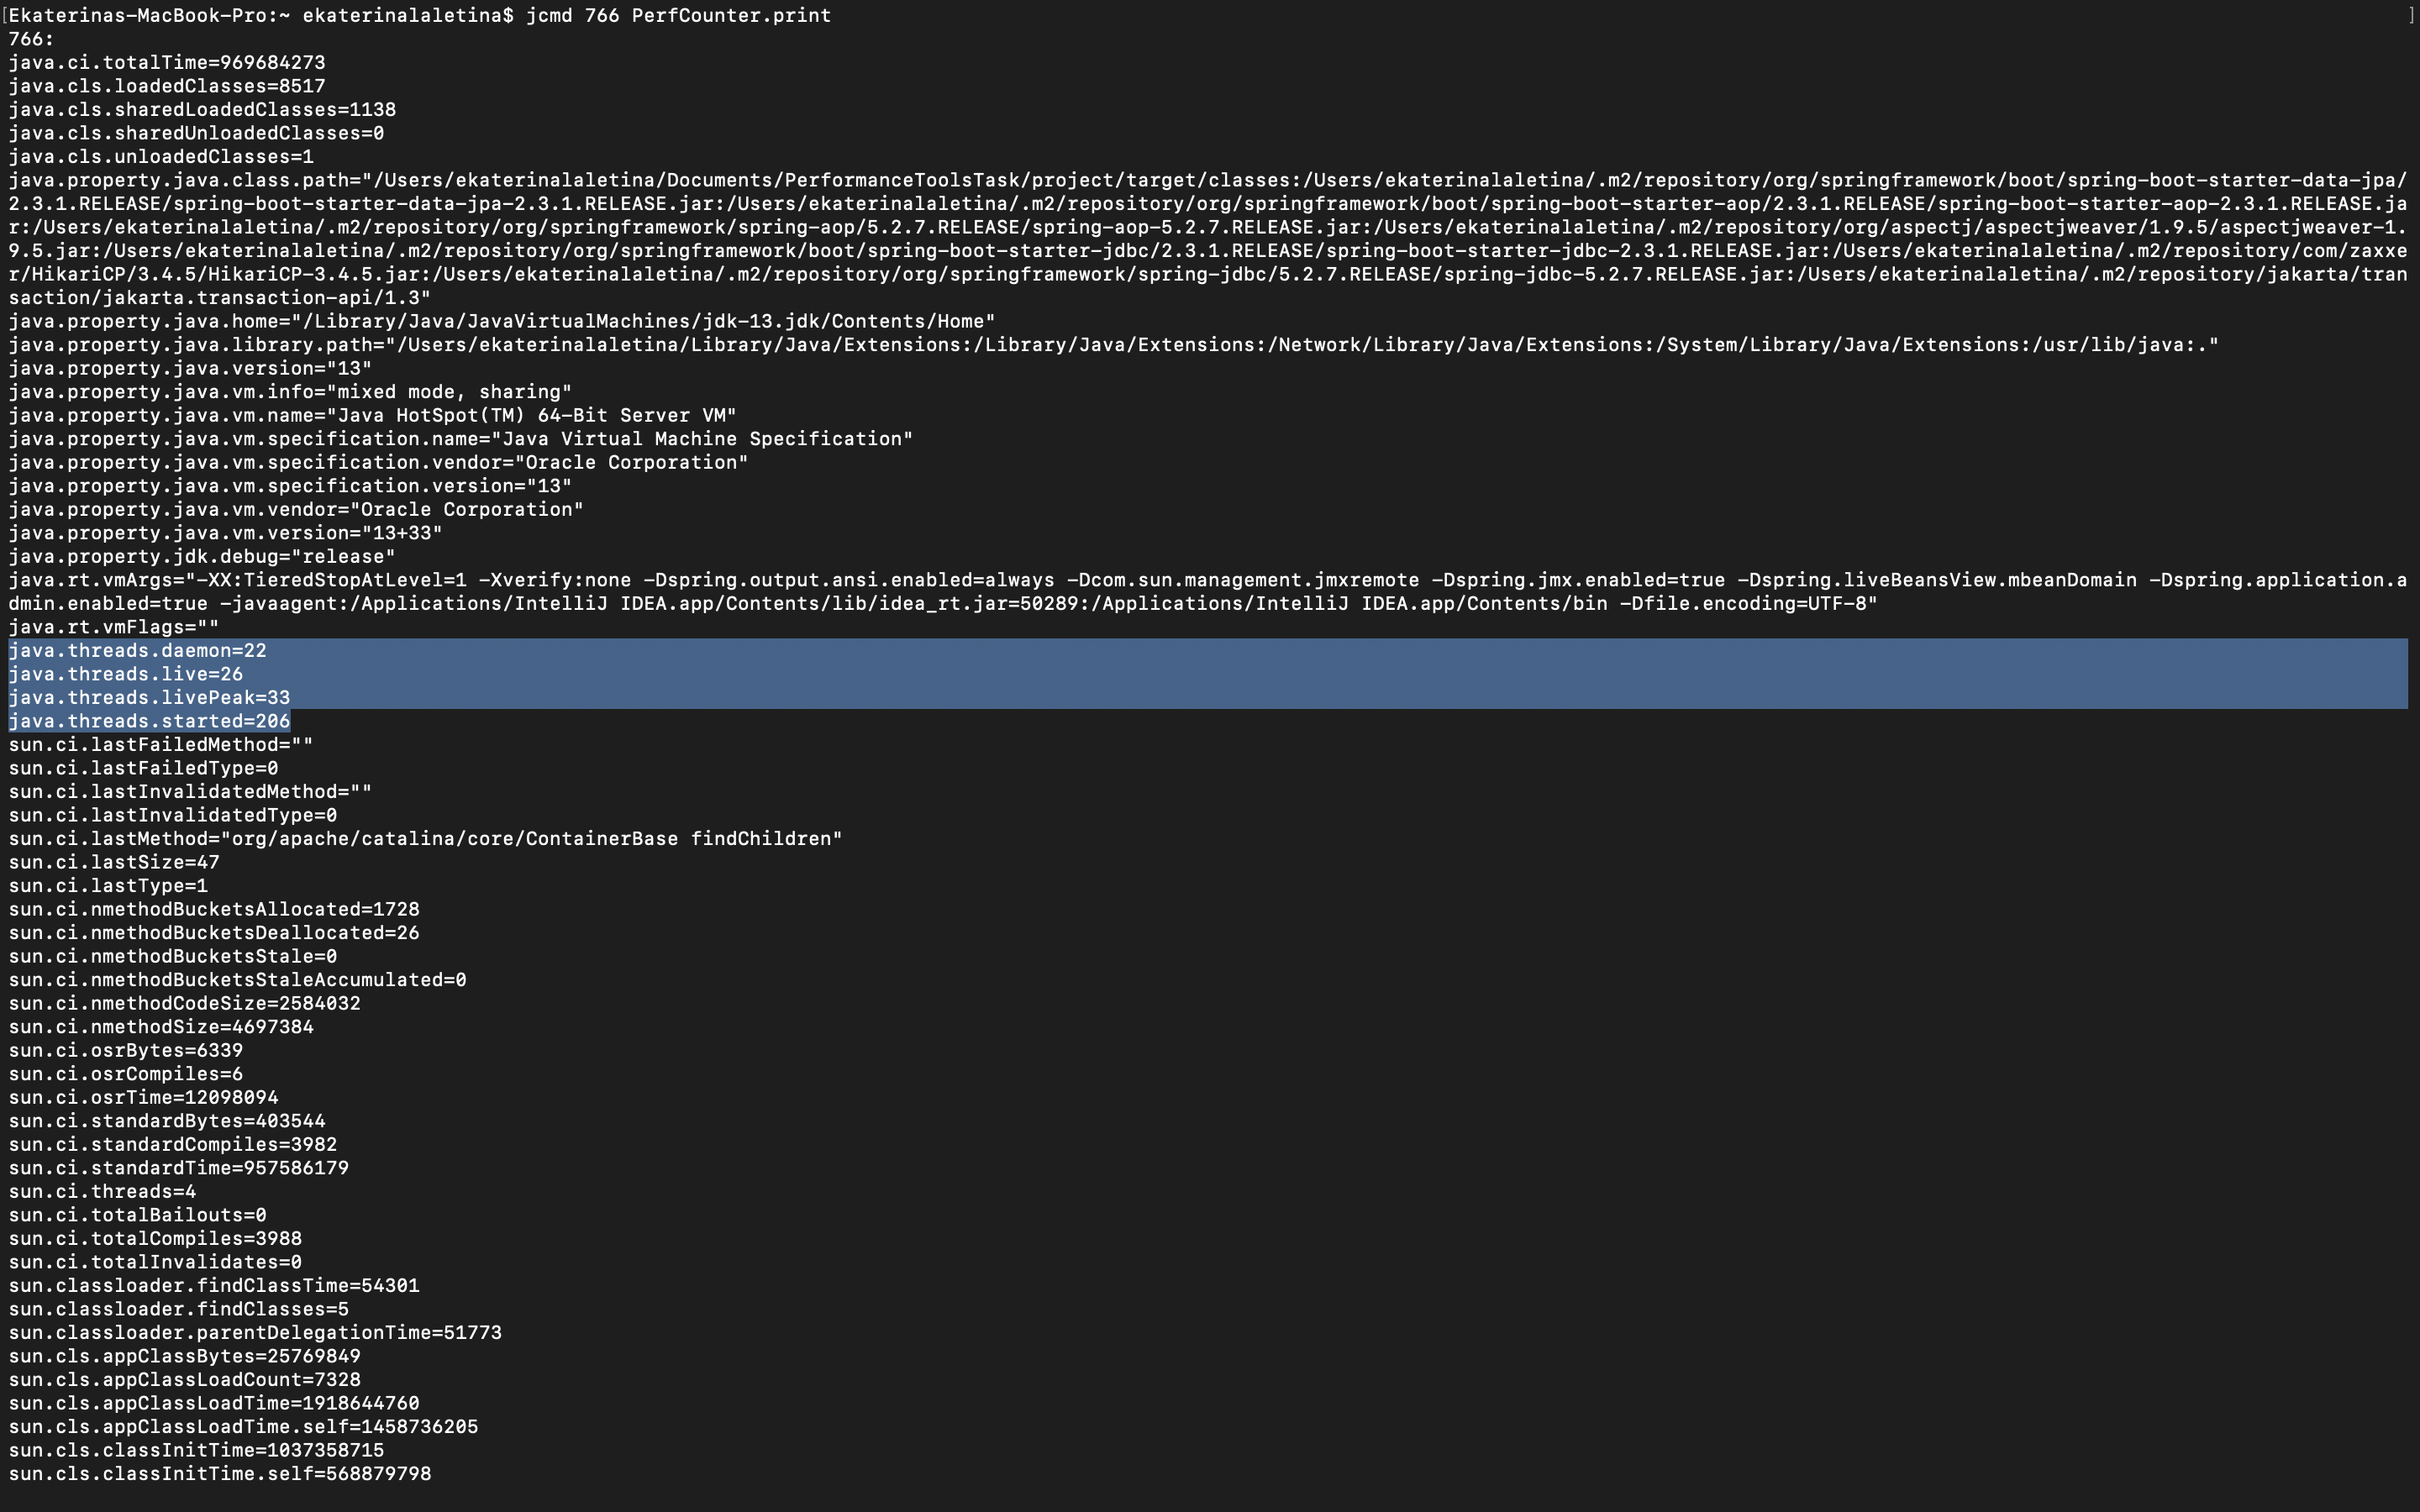 [Ekaterinas-MacBook-Pro:~ ekaterinalaletina$ jcmd 766 PerfCounter.print ]
766:
java.ci.totalTime=969684273
java.cls.loadedClasses=8517
java.cls.sharedLoadedClasses=1138
java.cls.sharedUnloadedClasses=0
java.cls.unloadedClasses=1
java.property.java.class.path="/Users/ekaterinalaletina/Documents/PerformanceToolsTask/project/target/classes:/Users/ekaterinalaletina/.m2/repository/org/springframework/boot/spring-boot-starter-data-jpa/
2.3.1.RELEASE/spring-boot-starter-data-jpa-2.3.1.RELEASE.jar:/Users/ekaterinalaletina/.m2/repository/org/springframework/boot/spring-boot-starter-aop/2.3.1.RELEASE/spring-boot-starter-aop-2.3.1.RELEASE.ja
r:/Users/ekaterinalaletina/.m2/repository/org/springframework/spring-aop/5.2.7.RELEASE/spring-aop-5.2.7.RELEASE.jar:/Users/ekaterinalaletina/.m2/repository/org/aspectj/aspectjweaver/1.9.5/aspectjweaver-1.
9.5.jar:/Users/ekaterinalaletina/.m2/repository/org/springframework/boot/spring-boot-starter-jdbc/2.3.1.RELEASE/spring-boot-starter-jdbc-2.3.1.RELEASE.jar:/Users/ekaterinalaletina/.m2/repository/com/zaxxe
r/HikariCP/3.4.5/HikariCP-3.4.5.jar:/Users/ekaterinalaletina/.m2/repository/org/springframework/spring-jdbc/5.2.7.RELEASE/spring-jdbc-5.2.7.RELEASE.jar:/Users/ekaterinalaletina/.m2/repository/jakarta/tran
saction/jakarta.transaction-api/1.3"
java.property.java.home="/Library/Java/JavaVirtualMachines/jdk-13.jdk/Contents/Home"
java.property.java.library.path="/Users/ekaterinalaletina/Library/Java/Extensions:/Library/Java/Extensions:/Network/Library/Java/Extensions:/System/Library/Java/Extensions:/usr/lib/java:."
java.property.java.version="13"
java.property.java.vm.info="mixed mode, sharing"
java.property.java.vm.name="Java HotSpot(TM) 64-Bit Server VM"
java.property.java.vm.specification.name="Java Virtual Machine Specification"
java.property.java.vm.specification.vendor="Oracle Corporation"
java.property.java.vm.specification.version="13"
java.property.java.vm.vendor="Oracle Corporation"
java.property.java.vm.version="13+33"
java.property.jdk.debug="release"
java.rt.vmArgs="-XX:TieredStopAtLevel=1 -Xverify:none -Dspring.output.ansi.enabled=always -Dcom.sun.management.jmxremote -Dspring.jmx.enabled=true -Dspring.liveBeansView.mbeanDomain -Dspring.application.a
dmin.enabled=true -javaagent:/Applications/IntelliJ IDEA.app/Contents/lib/idea_rt.jar=50289:/Applications/IntelliJ IDEA.app/Contents/bin -Dfile.encoding=UTF-8"
java.rt.vmFlags=""
java.threads.daemon=22
java.threads.live=26
java.threads.livePeak=33
java.threads.started=206
sun.ci.lastFailedMethod=""
sun.ci.lastFailedType=0
sun.ci.lastInvalidatedMethod=""
sun.ci.lastInvalidatedType=0
sun.ci.lastMethod="org/apache/catalina/core/ContainerBase findChildren"
sun.ci.lastSize=47
sun.ci.lastType=1
sun.ci.nmethodBucketsAllocated=1728
sun.ci.nmethodBucketsDeallocated=26
sun.ci.nmethodBucketsStale=0
sun.ci.nmethodBucketsStaleAccumulated=0
sun.ci.nmethodCodeSize=2584032
sun.ci.nmethodSize=4697384
sun.ci.osrBytes=6339
sun.ci.osrCompiles=6
sun.ci.osrTime=12098094
sun.ci.standardBytes=403544
sun.ci.standardCompiles=3982
sun.ci.standardTime=957586179
sun.ci.threads=4
sun.ci.totalBailouts=0
sun.ci.totalCompiles=3988
sun.ci.totalInvalidates=0
sun.classloader.findClassTime=54301
sun.classloader.findClasses=5
sun.classloader.parentDelegationTime=51773
sun.cls.appClassBytes=25769849
sun.cls.appClassLoadCount=7328
sun.cls.appClassLoadTime=1918644760
sun.cls.appClassLoadTime.self=1458736205
sun.cls.classInitTime=1037358715
sun.cls.classInitTime.self=568879798